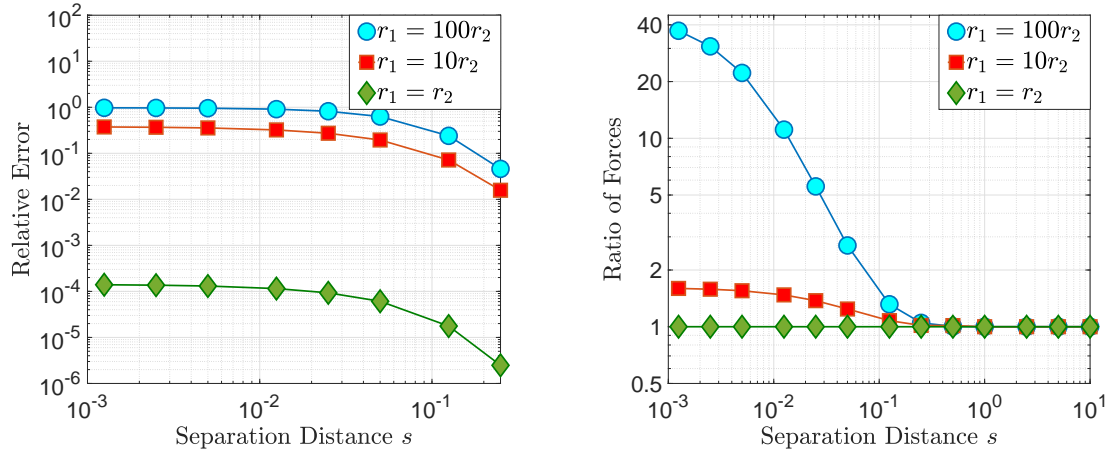 10^2
10^1
10^0
10^-1
10^-2
10^-3
10^-4
10^-5
10^-6
Relative Error
r_1 = 100r_2
r_1 = 10r_2
r_1 = r_2
10^-3
10^-2
10^-1
Separation Distance s
40
20
10
5
2
1
0.5
Ratio of Forces
r_1 = 100r_2
r_1 = 10r_2
r_1 = r_2
10^-3
10^-2
10^-1
10^0
10^1
Separation Distance s